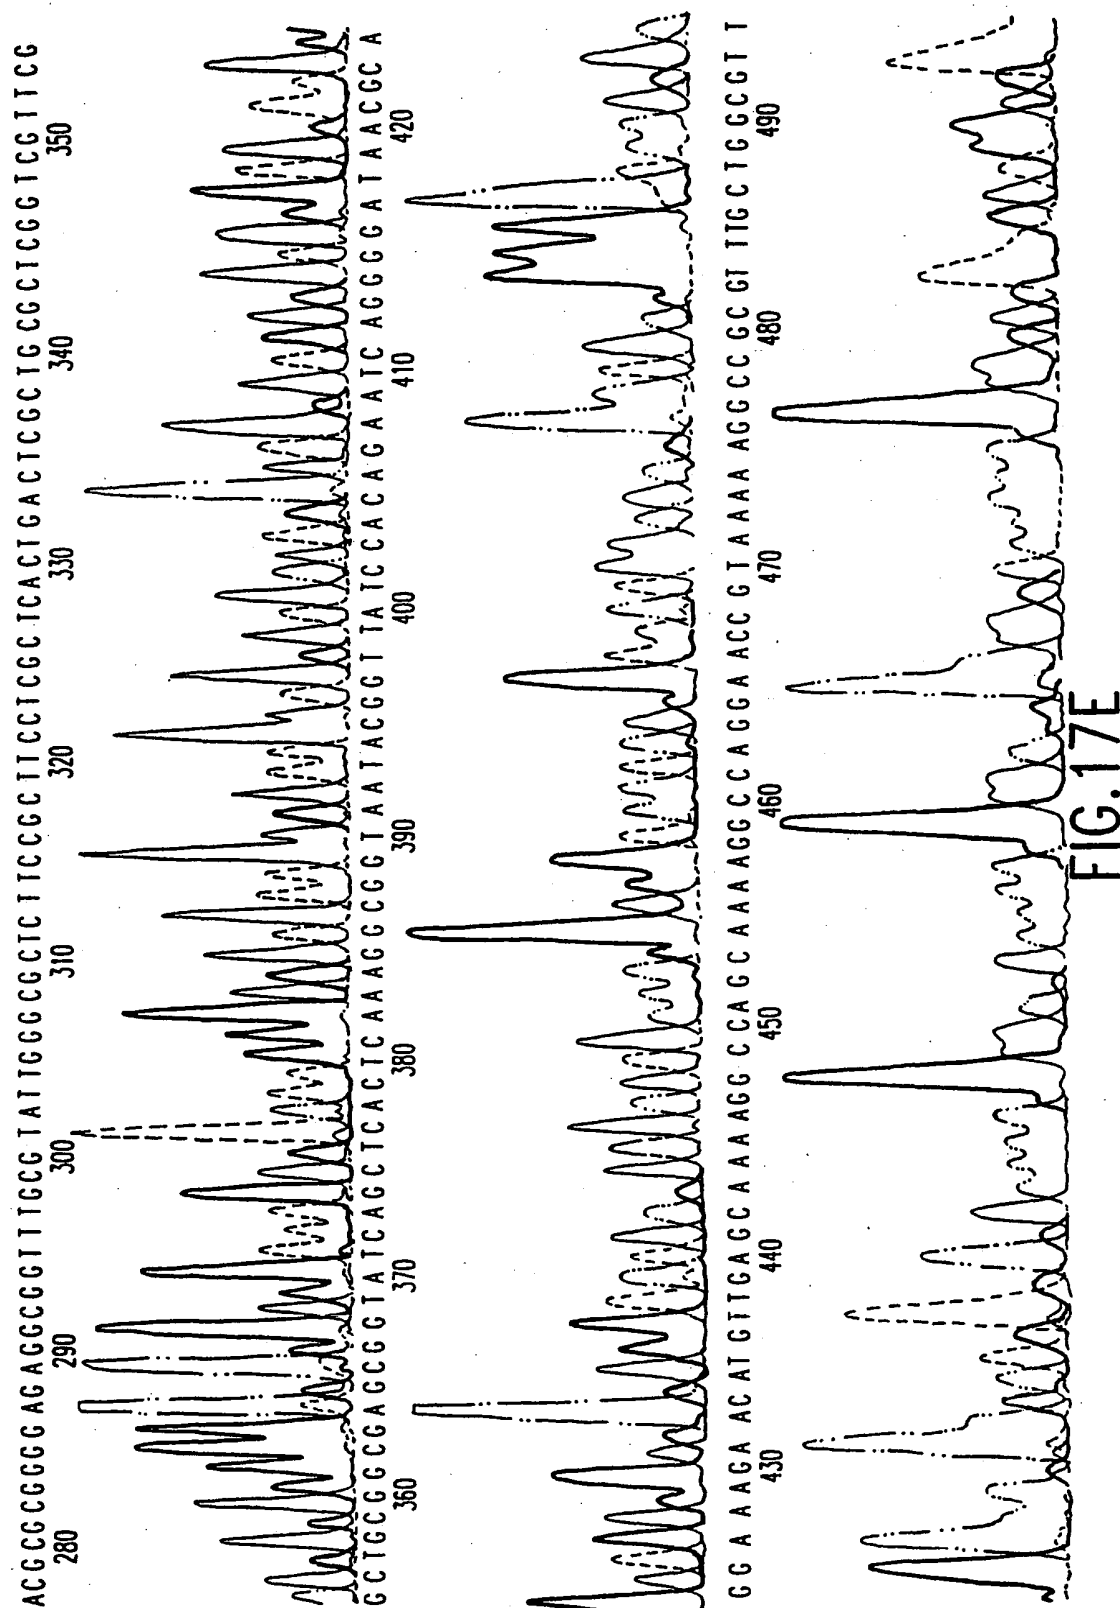 ACGCGCGGGGAGAGGCGGTTTGCGTATTGGGCGCTCTTCCGCTTCCTCGCTCACTGACTCGCTGCGCTCGGTCGTTCG
280 290 300 310 320 330 340 350
GCTGCGGCGAGCGGTATCAGCTCACTCAAAGGCGGTAATACGGTTATCCACAGAATCAGGGGATAACGCA
360 370 380 390 400 410 420
GGAAAGAACATGTTGAGCAAAAGGCCAGCAAAAGGCCAGGAACCGTAAAAAGGCCGCGTTGCTGGCGTT
430 440 450 460 470 480 490
FIG.17E